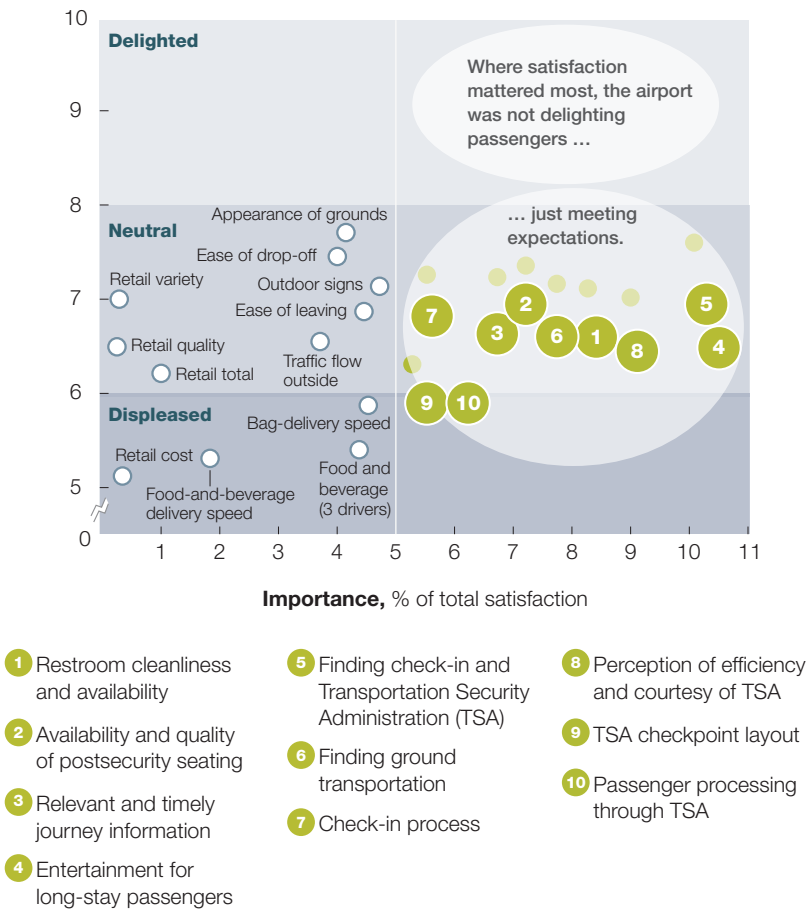 10
Delighted
Where satisfaction
mattered most, the airport
was not delighting
passengers …
9
8
Neutral
Appearance of grounds
… just meeting
expectations.
Ease of drop-off
Retail variety
Outdoor signs
7
Ease of leaving
7
3
2
6
1
8
5
4
Retail quality
Retail total
Traffic flow
outside
6
Displeased
9
10
Bag-delivery speed
Retail cost
Food-and-beverage
delivery speed
Food and
beverage
(3 drivers)
5
0
1 2 3 4 5 6 7 8 9 10 11
Importance, % of total satisfaction
1 Restroom cleanliness
and availability
2 Availability and quality
of postsecurity seating
3 Relevant and timely
journey information
4 Entertainment for
long-stay passengers
5 Finding check-in and
Transportation Security
Administration (TSA)
6 Finding ground
transportation
7 Check-in process
8 Perception of efficiency
and courtesy of TSA
9 TSA checkpoint layout
10 Passenger processing
through TSA